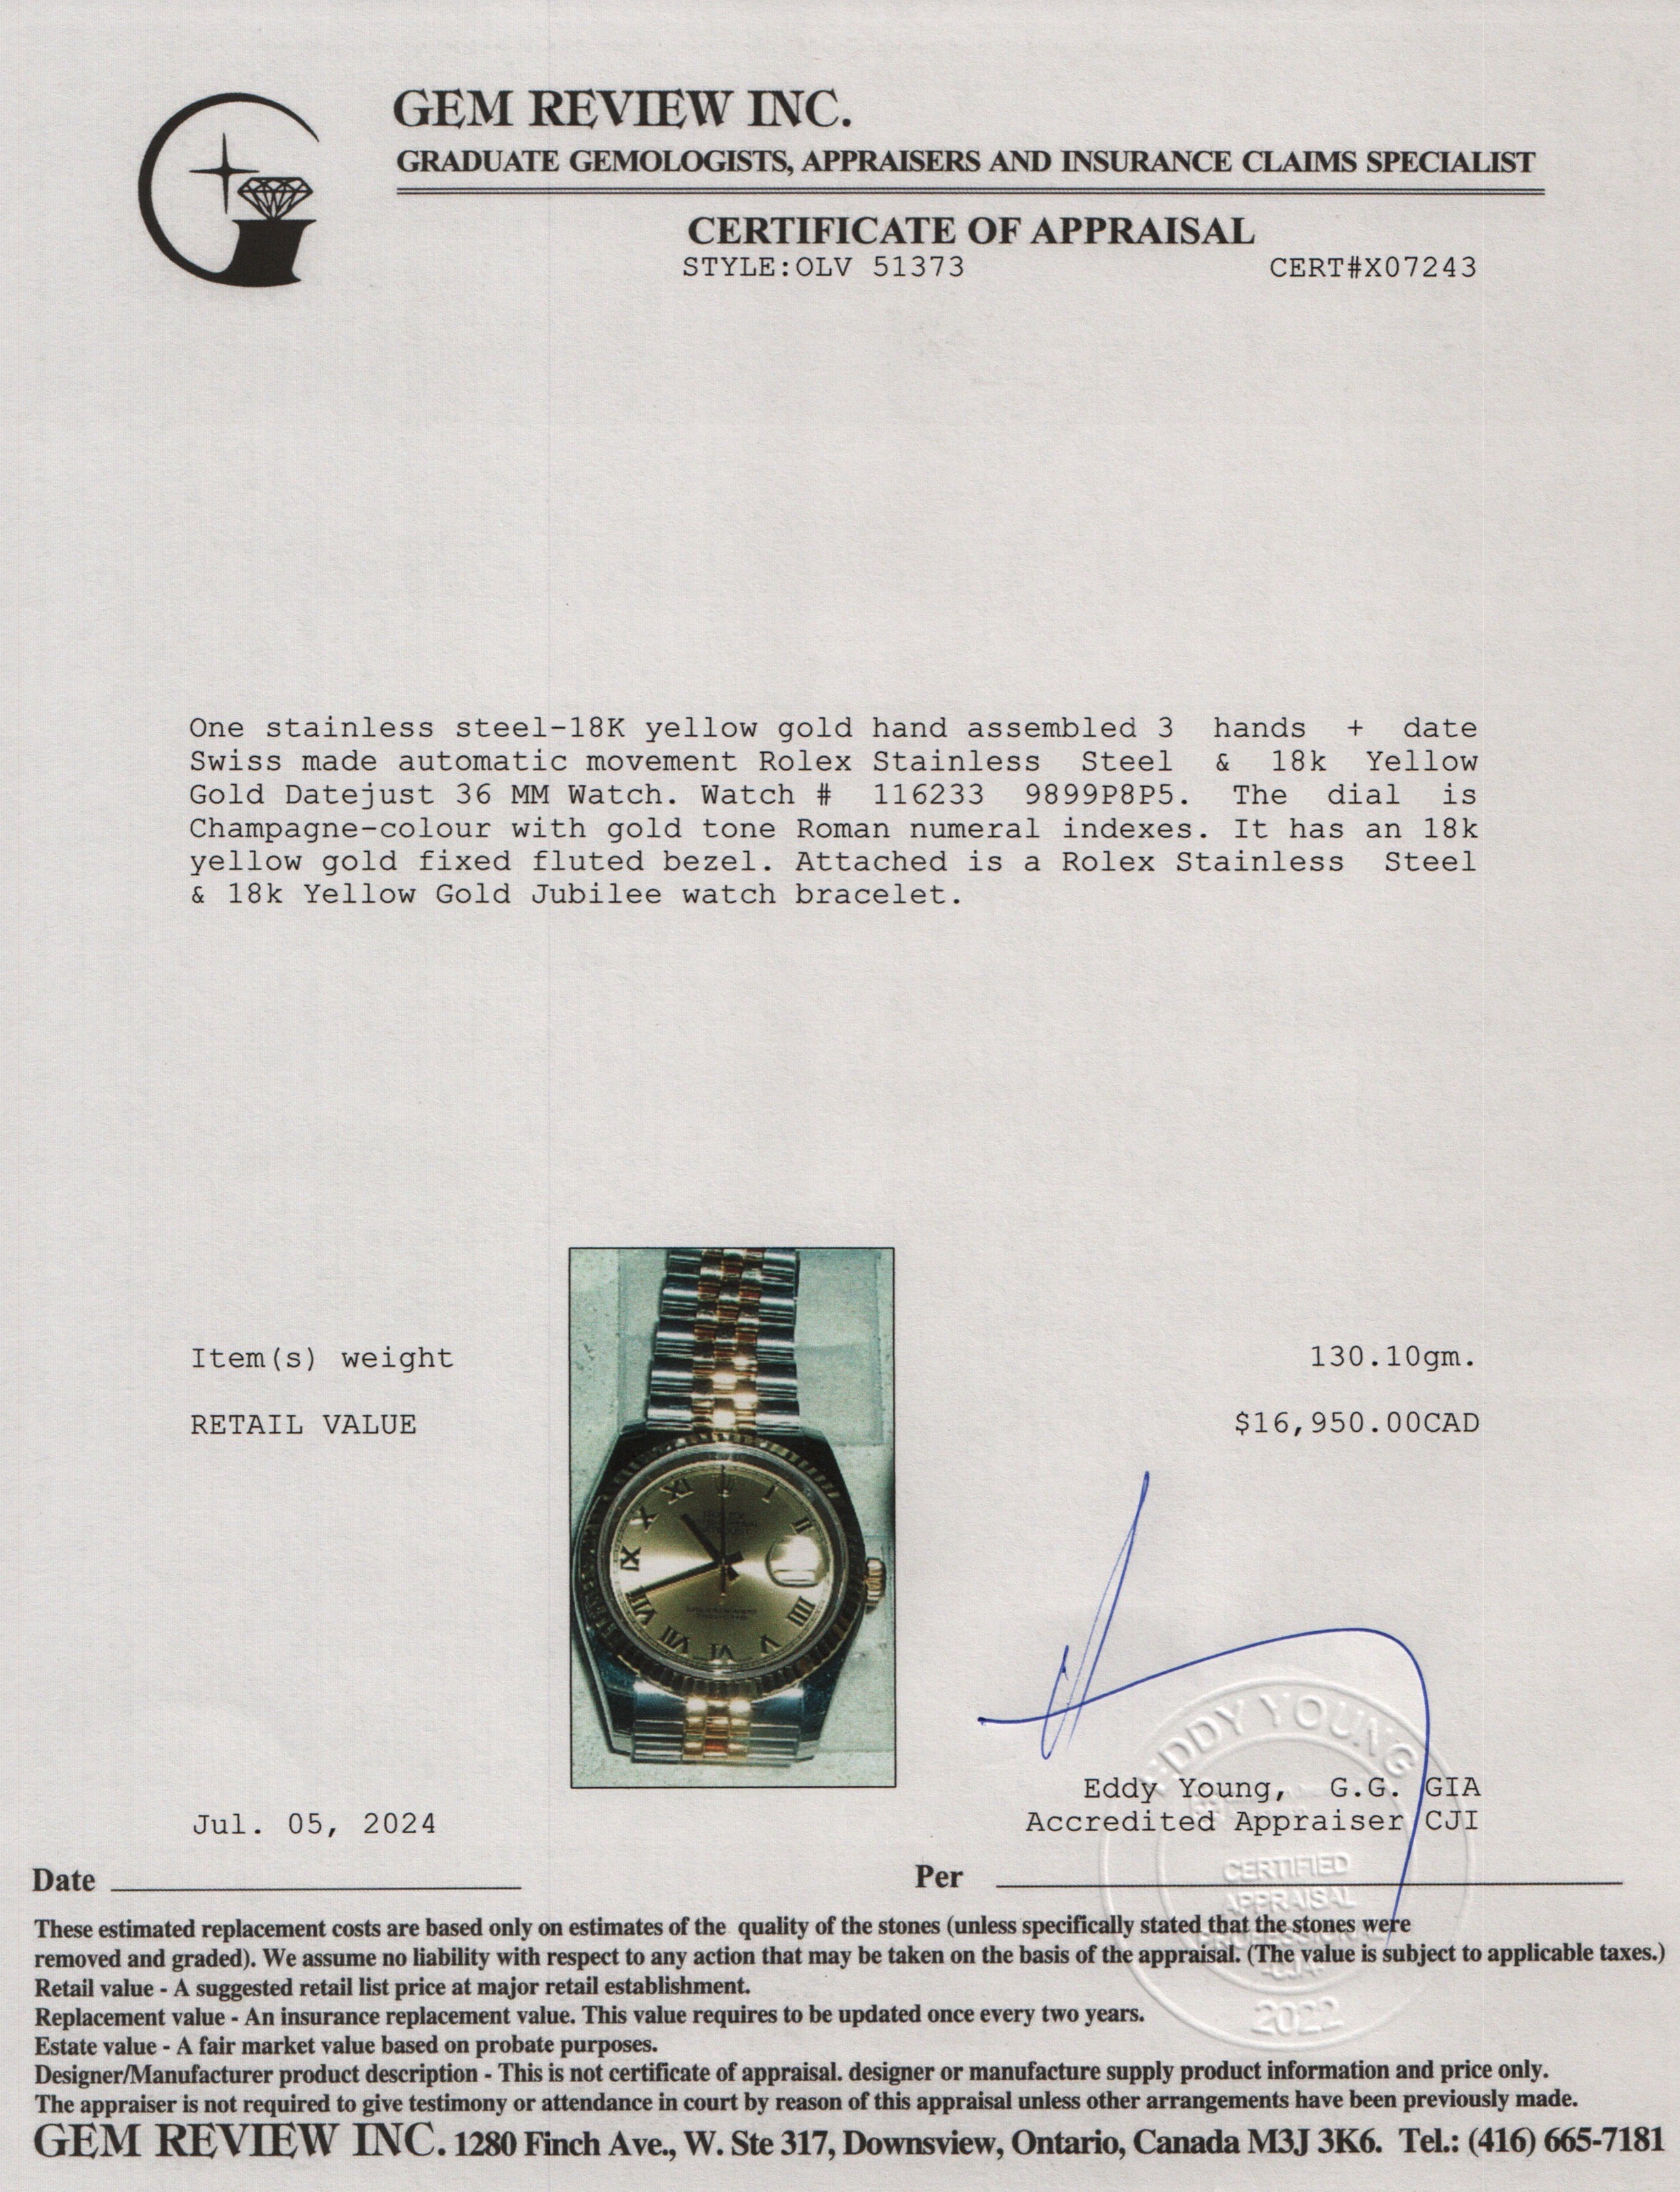 GEM REVIEW INC.
GRADUATE GEMOLOGISTS, APPRAISERS AND INSURANCE CLAIMS SPECIALIST
CERTIFICATE OF APPRAISAL
STYLE:OLV 51373 CERT#X07243
One stainless steel-18K yellow gold hand assembled 3 hands + date
Swiss made automatic movement Rolex Stainless Steel & 18k Yellow
Gold Datejust 36 MM Watch. Watch # 116233 9899P8P5. The dial is
Champagne-colour with gold tone Roman numeral indexes. It has an 18k
yellow gold fixed fluted bezel. Attached is a Rolex Stainless Steel
& 18k Yellow Gold Jubilee watch bracelet.
Item(s) weight 130.10gm.
RETAIL VALUE $16,950.00CAD
I
II
IIII
V
VI
VII
VIII
IX
X
XI
ROLEX
EDDY YOUNG
Eddy Young, G.G. GIA
Jul. 05, 2024 Accredited Appraiser CJI
CERTIFIED
APPRAISAL
PROFESSIONAL
2022
Date Per
These estimated replacement costs are based only on estimates of the quality of the stones (unless specifically stated that the stones were
removed and graded). We assume no liability with respect to any action that may be taken on the basis of the appraisal. (The value is subject to applicable taxes.)
Retail value - A suggested retail list price at major retail establishment.
Replacement value - An insurance replacement value. This value requires to be updated once every two years.
Estate value - A fair market value based on probate purposes.
Designer/Manufacturer product description - This is not certificate of appraisal. designer or manufacture supply product information and price only.
The appraiser is not required to give testimony or attendance in court by reason of this appraisal unless other arrangements have been previously made.
GEM REVIEW INC. 1280 Finch Ave., W. Ste 317, Downsview, Ontario, Canada M3J 3K6. Tel.: (416) 665-7181